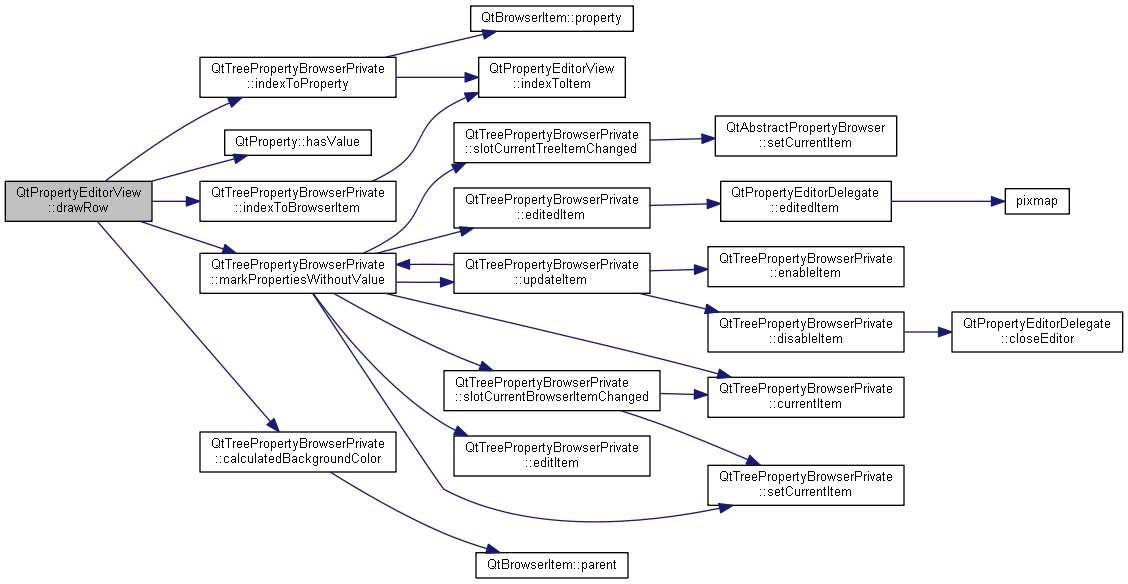 QtBrowserItem::property
QtTreePropertyBrowserPrivate
::indexToProperty
QtPropertyEditorView
::indexToItem
QtProperty::hasValue
QtTreePropertyBrowserPrivate
::slotCurrentTreeItemChanged
QtAbstractPropertyBrowser
::setCurrentItem
QtPropertyEditorView
::drawRow
QtTreePropertyBrowserPrivate
::indexToBrowserItem
QtTreePropertyBrowserPrivate
::editedItem
QtPropertyEditorDelegate
::editedItem
pixmap
QtTreePropertyBrowserPrivate
::markPropertiesWithoutValue
QtTreePropertyBrowserPrivate
::updateItem
QtTreePropertyBrowserPrivate
::enableItem
QtTreePropertyBrowserPrivate
::disableItem
QtPropertyEditorDelegate
::closeEditor
QtTreePropertyBrowserPrivate
::slotCurrentBrowserItemChanged
QtTreePropertyBrowserPrivate
::currentItem
QtTreePropertyBrowserPrivate
::calculatedBackgroundColor
QtTreePropertyBrowserPrivate
::editItem
QtTreePropertyBrowserPrivate
::setCurrentItem
QtBrowserItem::parent